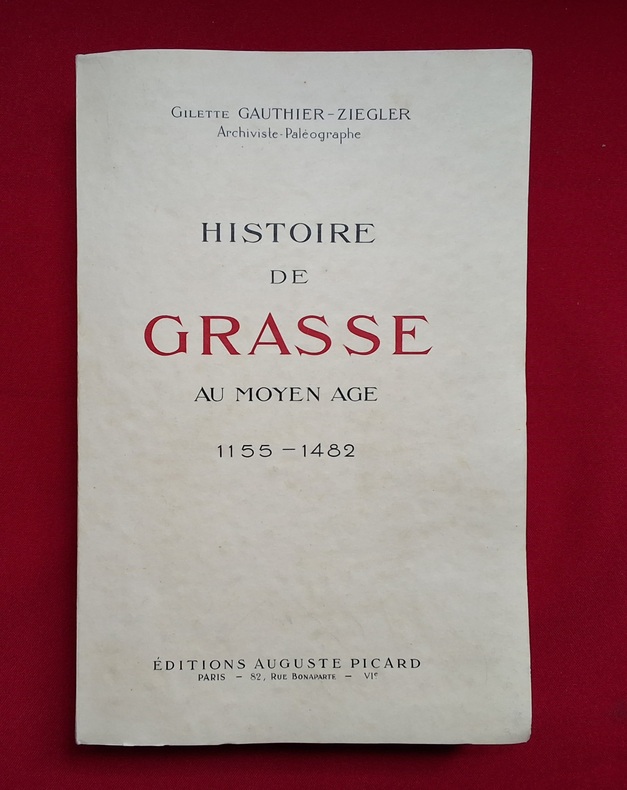 GILETTE GAUTHIER-ZIEGLER
Archiviste-Paléographe
HISTOIRE
DE
GRASSE
AU MOYEN AGE
1155-1482
ÉDITIONS AUGUSTE PICARD
PARIS - 82, RUE BONAPARTE - VIᵉ